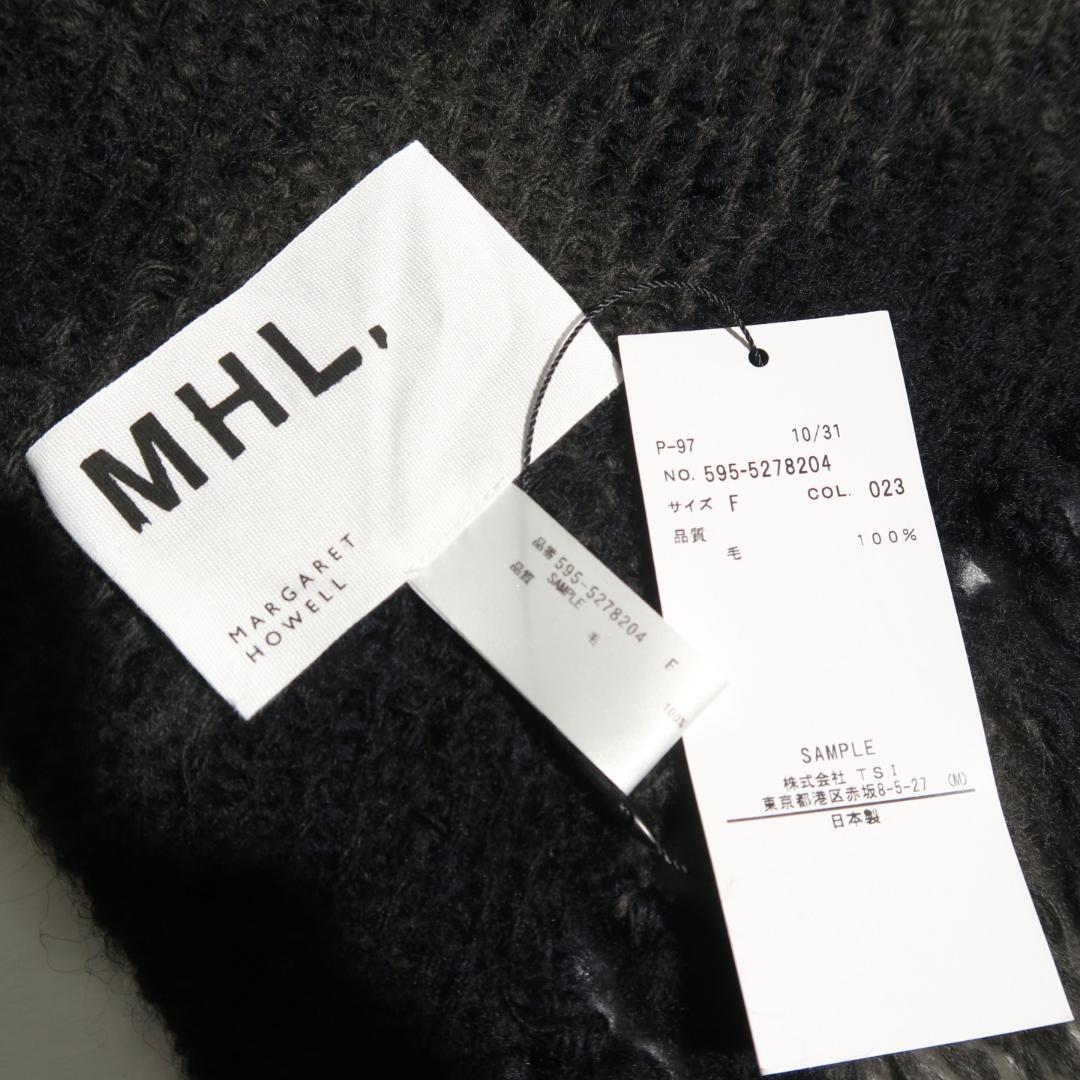 MHL.
MARGARET
HOWELL
品番 595-5278204
品質 SAMPLE F
毛 100%
P-97 10/31
NO. 595-5278204
サイズ F COL. 023
品質
毛 100%
SAMPLE
株式会社 TSI
東京都港区赤坂8-5-27 (M)
日本製